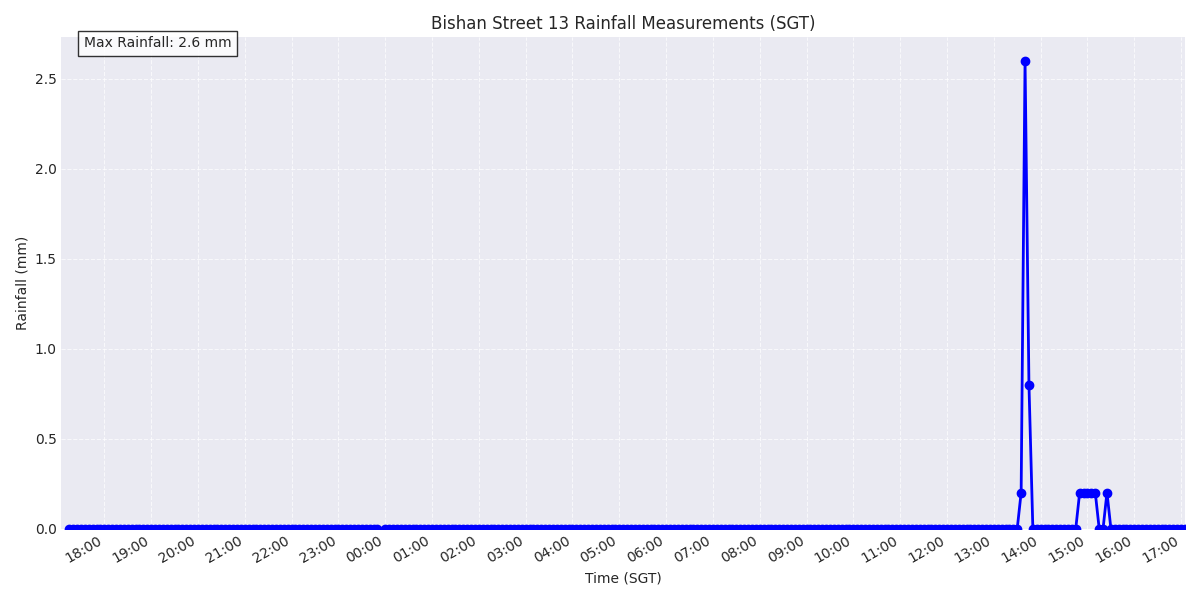 Bishan Street 13 Rainfall Measurements (SGT)
Max Rainfall: 2.6 mm
2.5
2.0
1.5
1.0
0.5
0.0
Rainfall (mm)
18:00 19:00 20:00 21:00 22:00 23:00 00:00 01:00 02:00 03:00 04:00 05:00 06:00 07:00 08:00 09:00 10:00 11:00 12:00 13:00 14:00 15:00 16:00 17:00
Time (SGT)